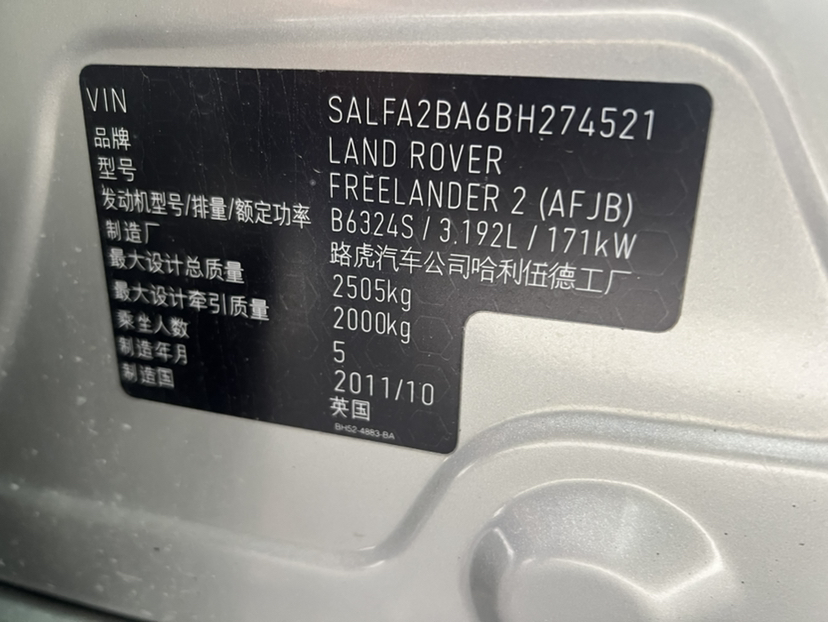 VIN SALFA2BA6BH274521
品牌 LAND ROVER
型号 FREELANDER 2 (AFJB)
发动机型号/排量/额定功率 B6324S / 3.192L / 171kW
制造厂 路虎汽车公司哈利伍德工厂
最大设计总质量 2505kg
最大设计牵引质量 2000kg
乘坐人数 5
制造年月 2011/10
制造国 英国
BH52-4883-BA